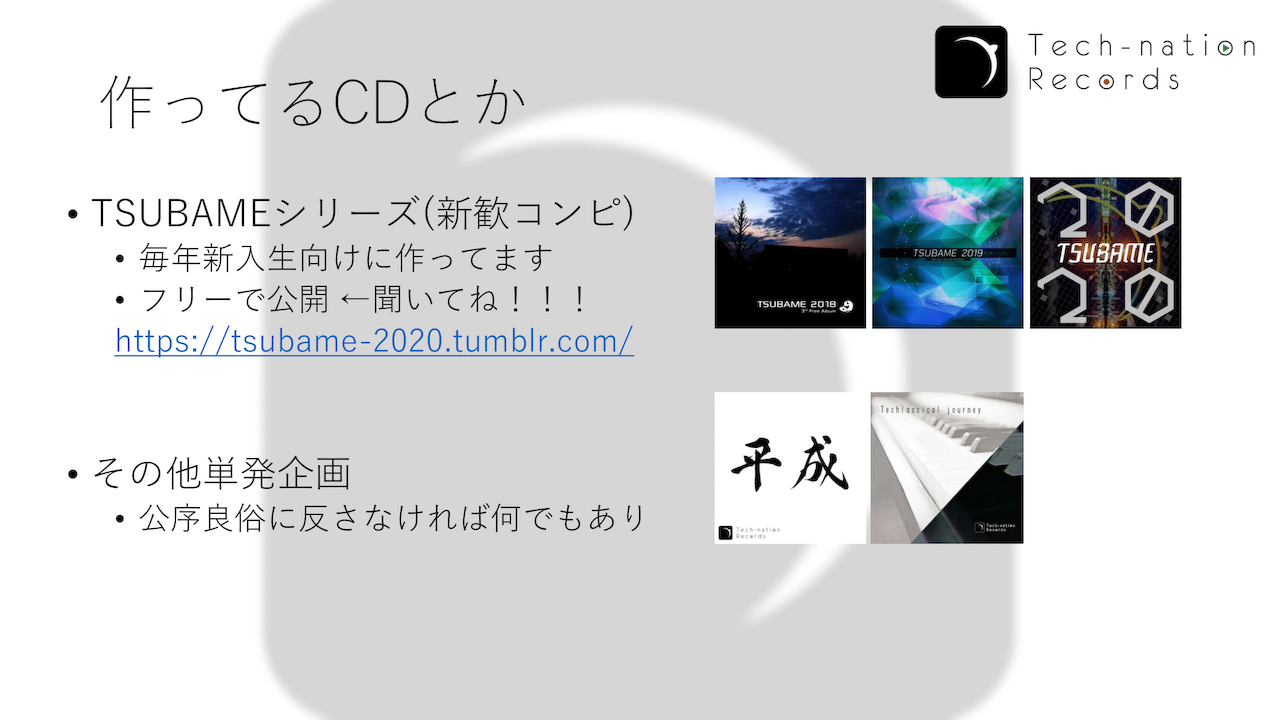 Tech-nation
Records
作ってるCDとか
• TSUBAMEシリーズ(新歓コンピ)
• 毎年新入生向けに作ってます
• フリーで公開 ←聞いてね！！！
https://tsubame-2020.tumblr.com/
• その他単発企画
• 公序良俗に反さなければ何でもあり
TSUBAME 2018
3rd Free Album
TSUBAME 2019
20
TSUBAME
20
平成
Tech-nation
Records
Techlassical journey
Tech-nation
Records